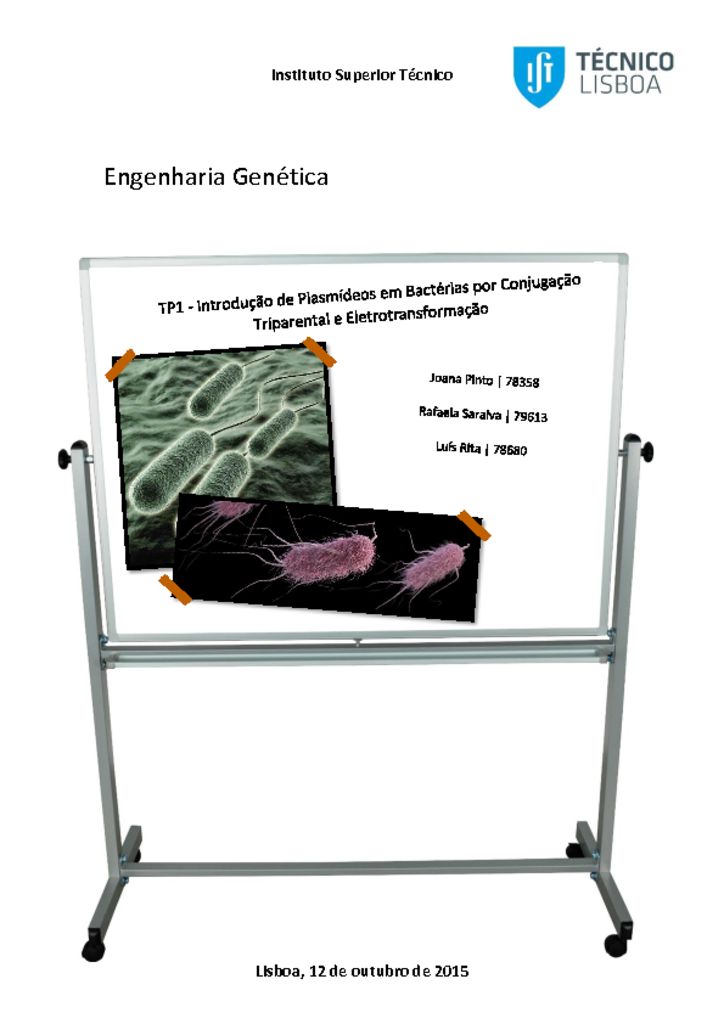 Instituto Superior Técnico
TÉCNICO
LISBOA
Engenharia Genética
TP1 - Introdução de Plasmídeos em Bactérias por Conjugação
Triparental e Eletrotransformação
Joana Pinto | 78358
Rafaela Saraiva | 79613
Luís Rita | 78680
Lisboa, 12 de outubro de 2015